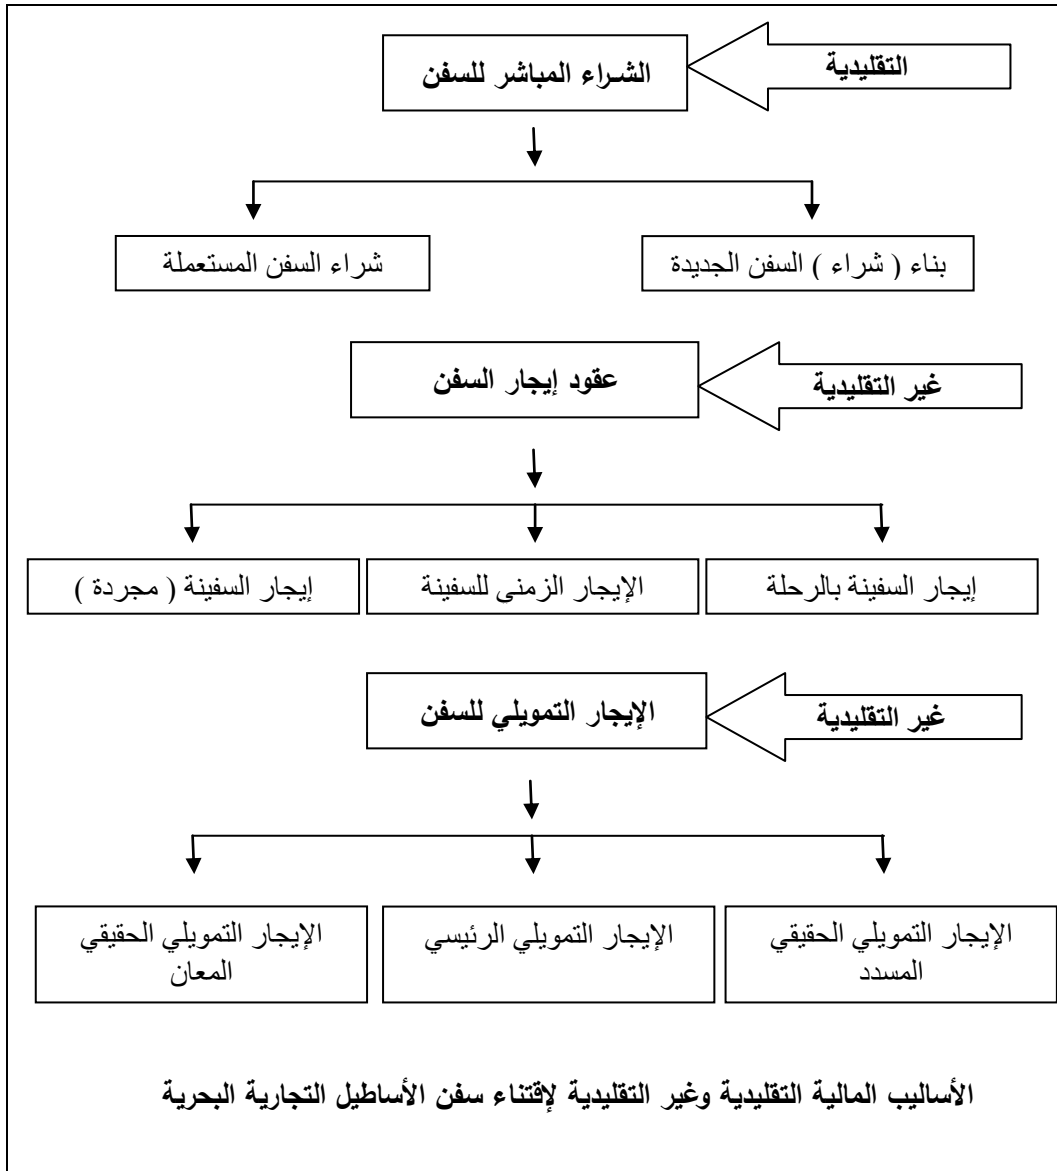 التقليدية
الشراء المباشر للسفن
بناء ( شراء ) السفن الجديدة
شراء السفن المستعملة
غير التقليدية
عقود إيجار السفن
إيجار السفينة بالرحلة
الإيجار الزمنى للسفينة
إيجار السفينة ( مجردة )
غير التقليدية
الإيجار التمويلي للسفن
الإيجار التمويلي الحقيقي
المسدد
الإيجار التمويلي الرئيسي
الإيجار التمويلي الحقيقي
المعان
الأساليب المالية التقليدية وغير التقليدية لإقتناء سفن الأساطيل التجارية البحرية